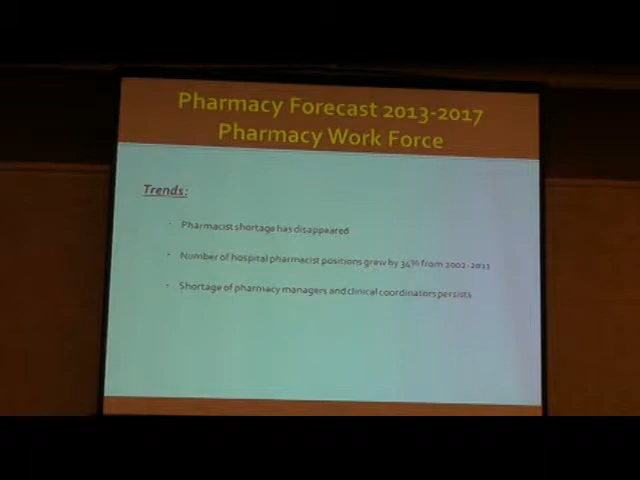 Pharmacy Forecast 2013-2017
Pharmacy Work Force
Trends:
· Pharmacist shortage has disappeared
· Number of hospital pharmacist positions grew by 34% from 2002-2011
· Shortage of pharmacy managers and clinical coordinators persists